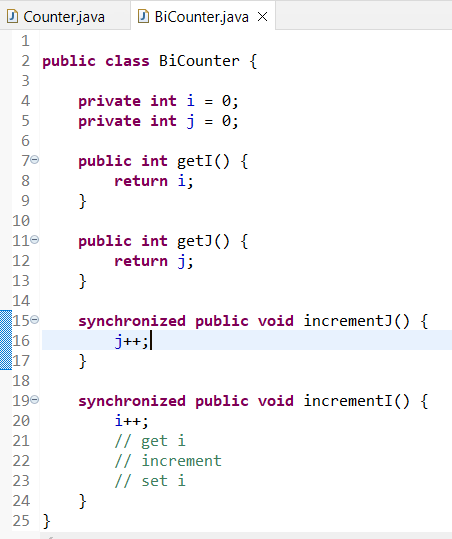 Counter.java BiCounter.java
1
2 public class BiCounter {
3
4 private int i = 0;
5 private int j = 0;
6
7 public int getI() {
8 return i;
9 }
10
11 public int getJ() {
12 return j;
13 }
14
15 synchronized public void incrementJ() {
16 j++;
17 }
18
19 synchronized public void incrementI() {
20 i++;
21 // get i
22 // increment
23 // set i
24 }
25 }